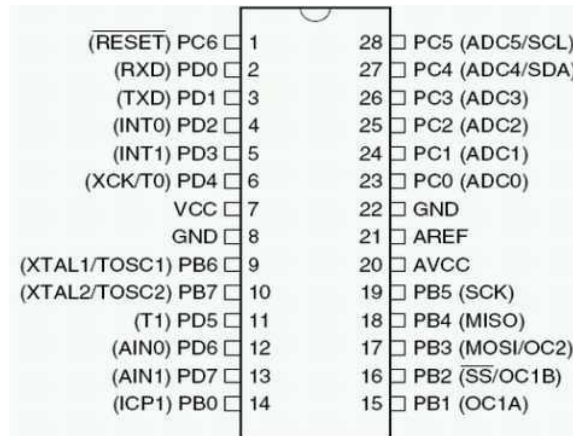 (RESET) PC6 1 28 PC5 (ADC5/SCL)
(RXD) PD0 2 27 PC4 (ADC4/SDA)
(TXD) PD1 3 26 PC3 (ADC3)
(INT0) PD2 4 25 PC2 (ADC2)
(INT1) PD3 5 24 PC1 (ADC1)
(XCK/T0) PD4 6 23 PC0 (ADC0)
VCC 7 22 GND
GND 8 21 AREF
(XTAL1/TOSC1) PB6 9 20 AVCC
(XTAL2/TOSC2) PB7 10 19 PB5 (SCK)
(T1) PD5 11 18 PB4 (MISO)
(AIN0) PD6 12 17 PB3 (MOSI/OC2)
(AIN1) PD7 13 16 PB2 (SS/OC1B)
(ICP1) PB0 14 15 PB1 (OC1A)